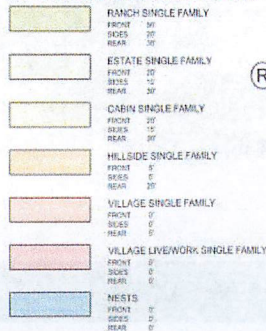 RANCH SINGLE FAMILY
FRONT 50'
SIDES 20'
REAR 30'
ESTATE SINGLE FAMILY
FRONT 20'
SIDES 10'
REAR 30'
R
CABIN SINGLE FAMILY
FRONT 20'
SIDES 15'
REAR 30'
HILLSIDE SINGLE FAMILY
FRONT 5'
SIDES 5'
REAR 20'
VILLAGE SINGLE FAMILY
FRONT 0'
SIDES 0'
REAR 5'
VILLAGE LIVE/WORK SINGLE FAMILY
FRONT 0'
SIDES 0'
REAR 0'
NESTS
FRONT 0'
SIDES 0'
REAR 0'